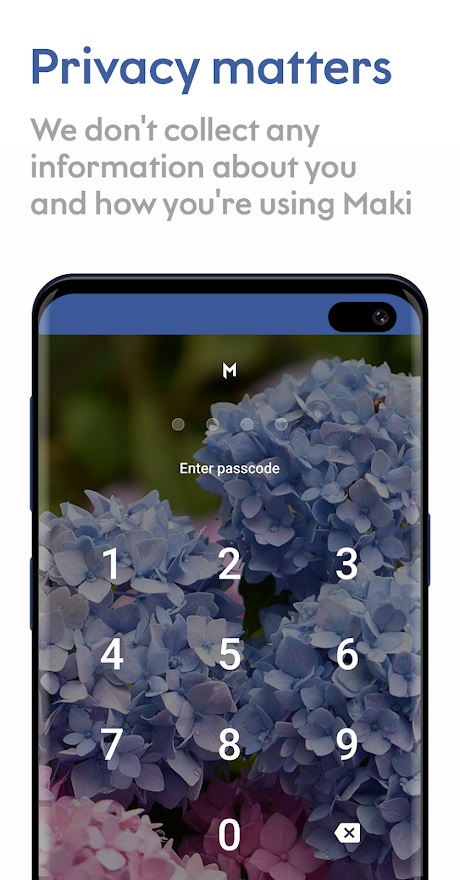 Privacy matters
We don't collect any
information about you
and how you're using Maki
M
Enter passcode
1 2 3
4 5 6
7 8 9
0